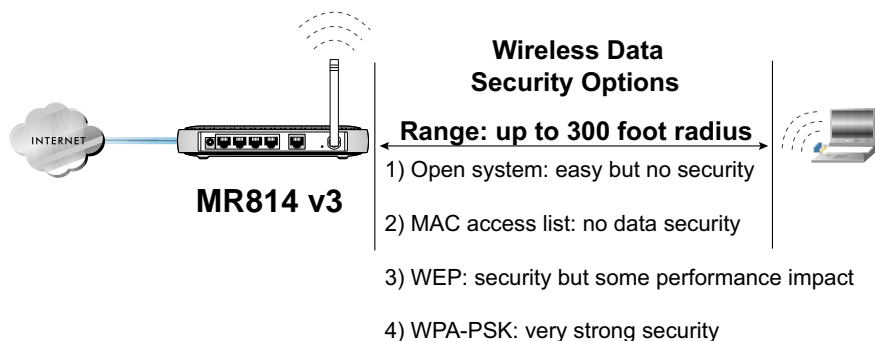 Wireless Data
Security Options
INTERNET
Range: up to 300 foot radius
MR814 v3
1) Open system: easy but no security
2) MAC access list: no data security
3) WEP: security but some performance impact
4) WPA-PSK: very strong security